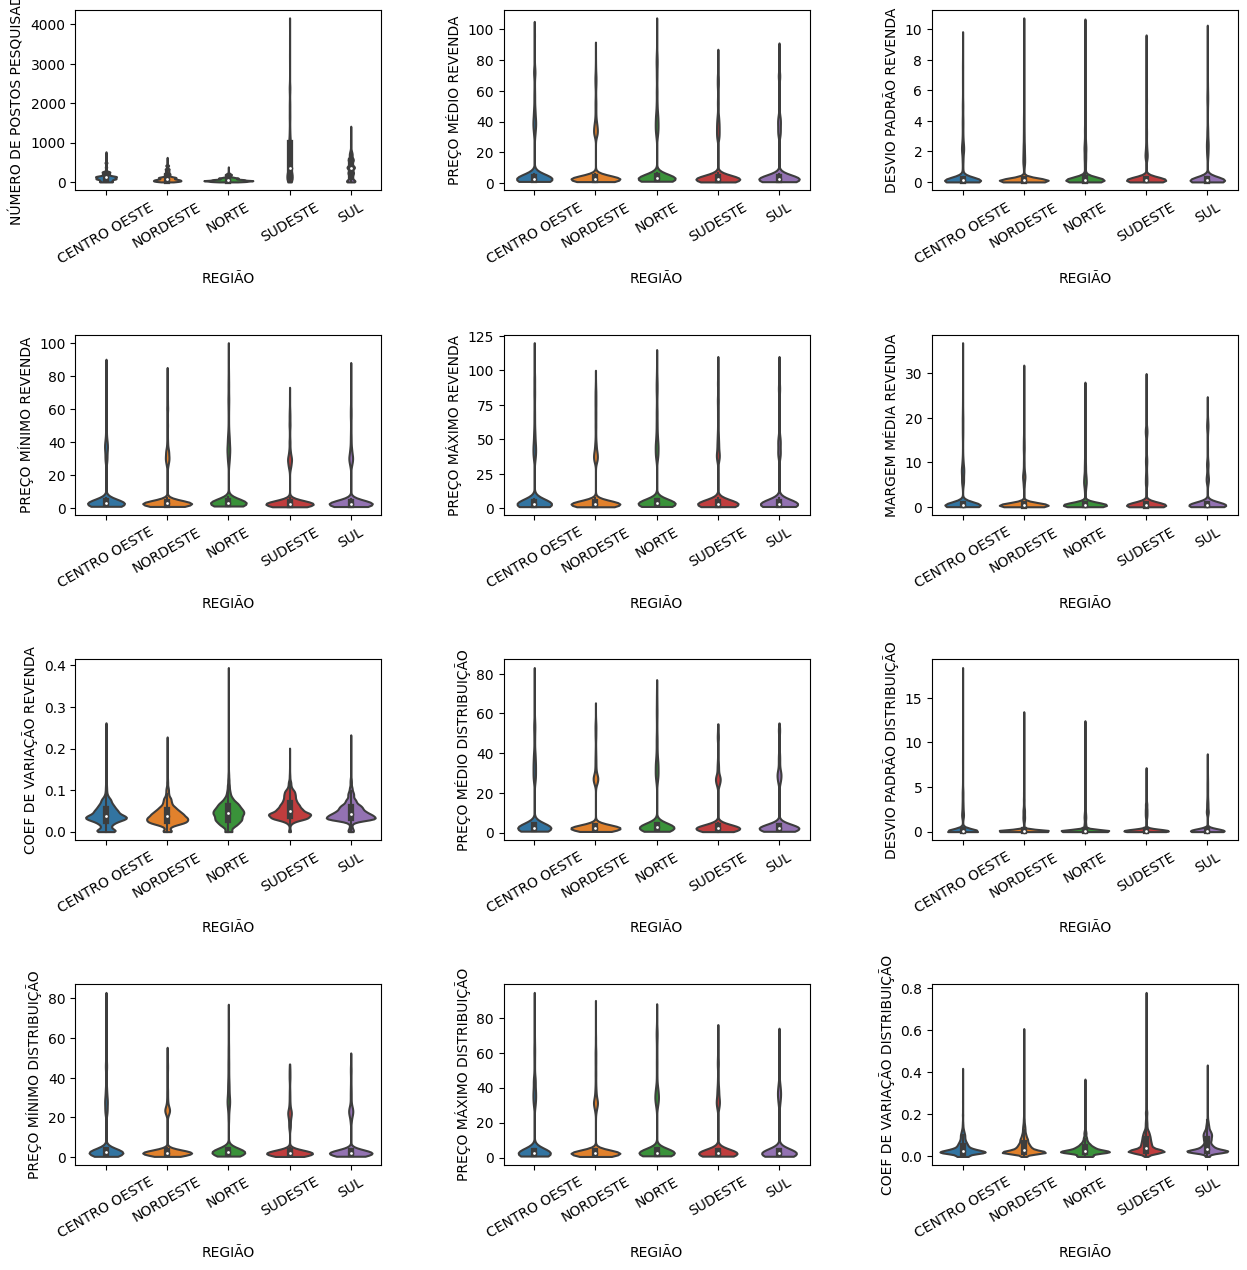 NÚMERO DE POSTOS PESQUISAD
4000
3000
2000
1000
0
CENTRO OESTE
NORDESTE
NORTE
SUDESTE
SUL
REGIÃO
PREÇO MÉDIO REVENDA
100
80
60
40
20
0
CENTRO OESTE
NORDESTE
NORTE
SUDESTE
SUL
REGIÃO
DESVIO PADRÃO REVENDA
10
8
6
4
2
0
CENTRO OESTE
NORDESTE
NORTE
SUDESTE
SUL
REGIÃO
PREÇO MÍNIMO REVENDA
100
80
60
40
20
0
CENTRO OESTE
NORDESTE
NORTE
SUDESTE
SUL
REGIÃO
PREÇO MÁXIMO REVENDA
125
100
75
50
25
0
CENTRO OESTE
NORDESTE
NORTE
SUDESTE
SUL
REGIÃO
MARGEM MÉDIA REVENDA
30
20
10
0
CENTRO OESTE
NORDESTE
NORTE
SUDESTE
SUL
REGIÃO
COEF DE VARIAÇÃO REVENDA
0.4
0.3
0.2
0.1
0.0
CENTRO OESTE
NORDESTE
NORTE
SUDESTE
SUL
REGIÃO
PREÇO MÉDIO DISTRIBUIÇÃO
80
60
40
20
0
CENTRO OESTE
NORDESTE
NORTE
SUDESTE
SUL
REGIÃO
DESVIO PADRÃO DISTRIBUIÇÃO
15
10
5
0
CENTRO OESTE
NORDESTE
NORTE
SUDESTE
SUL
REGIÃO
PREÇO MÍNIMO DISTRIBUIÇÃO
80
60
40
20
0
CENTRO OESTE
NORDESTE
NORTE
SUDESTE
SUL
REGIÃO
PREÇO MÁXIMO DISTRIBUIÇÃO
80
60
40
20
0
CENTRO OESTE
NORDESTE
NORTE
SUDESTE
SUL
REGIÃO
COEF DE VARIAÇÃO DISTRIBUIÇÃO
0.8
0.6
0.4
0.2
0.0
CENTRO OESTE
NORDESTE
NORTE
SUDESTE
SUL
REGIÃO